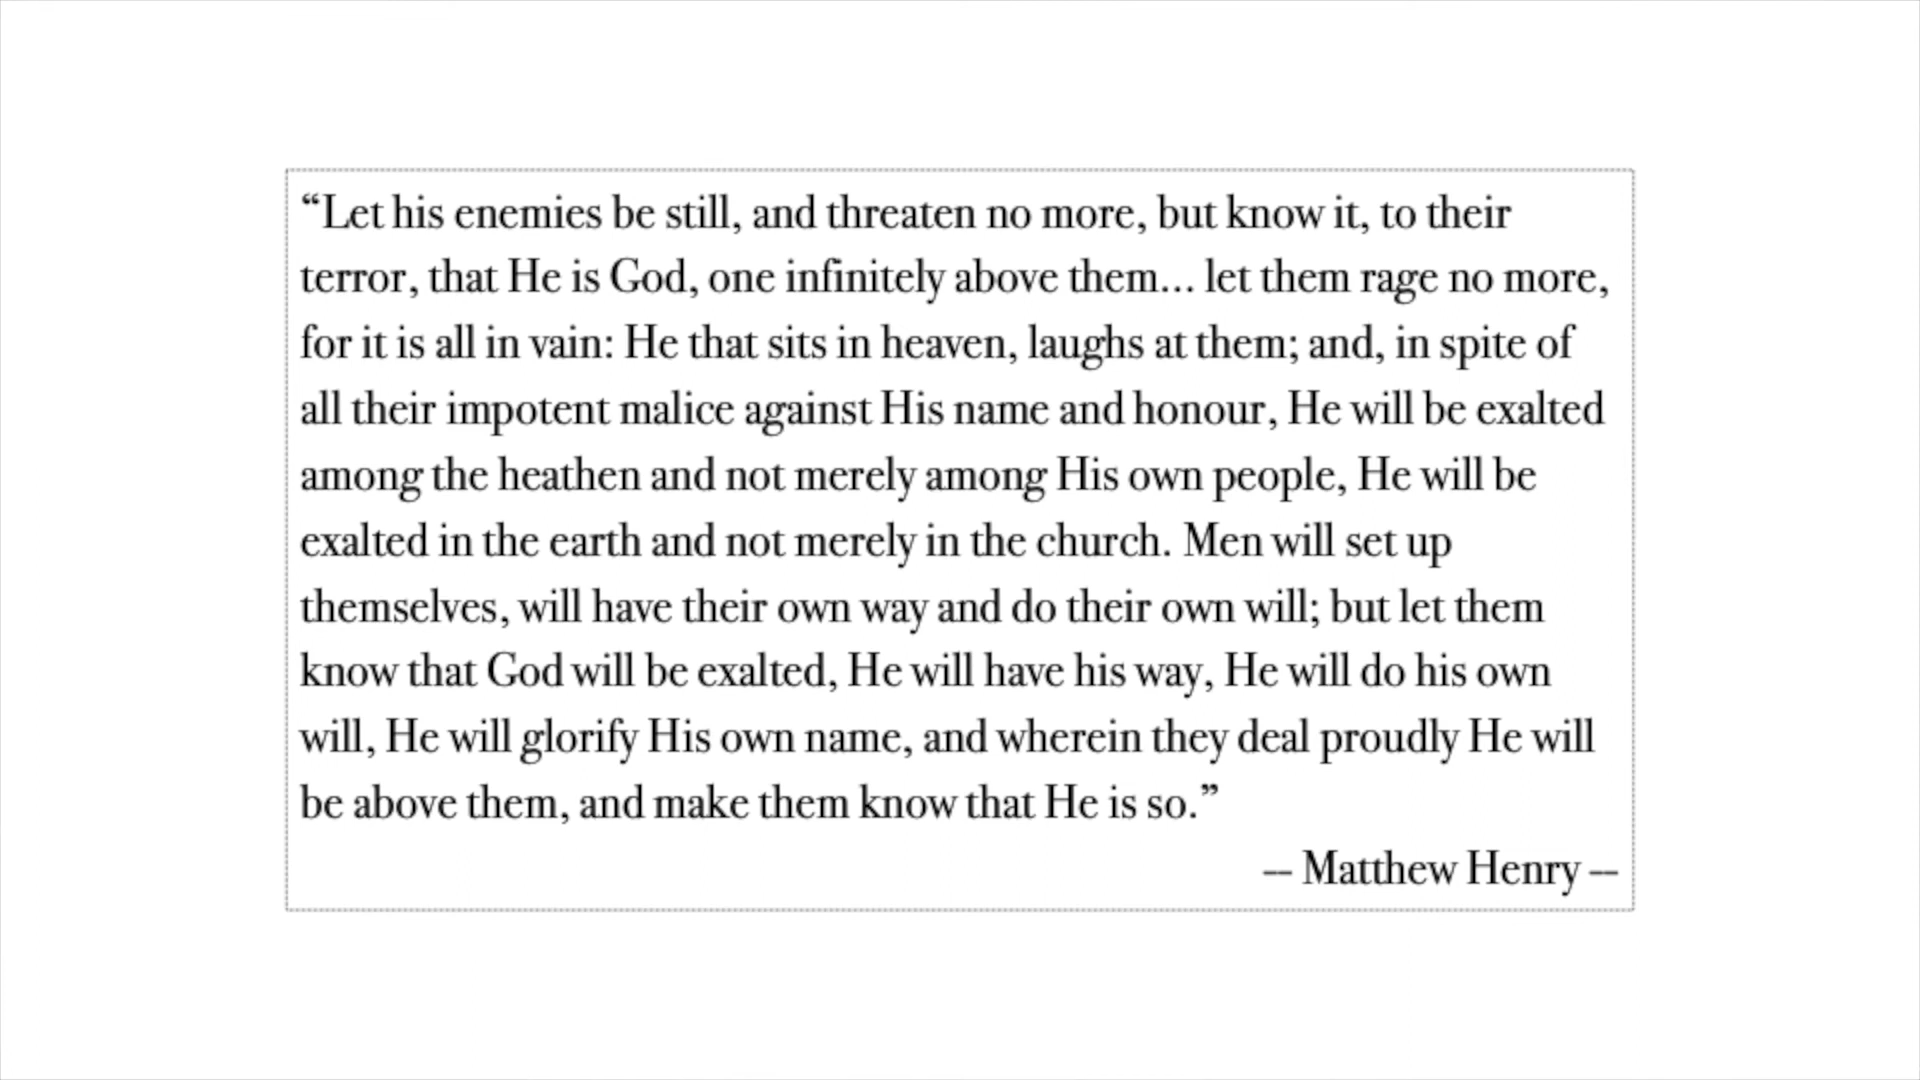 “Let his enemies be still, and threaten no more, but know it, to their
terror, that He is God, one infinitely above them... let them rage no more,
for it is all in vain: He that sits in heaven, laughs at them; and, in spite of
all their impotent malice against His name and honour, He will be exalted
among the heathen and not merely among His own people, He will be
exalted in the earth and not merely in the church. Men will set up
themselves, will have their own way and do their own will; but let them
know that God will be exalted, He will have his way, He will do his own
will, He will glorify His own name, and wherein they deal proudly He will
be above them, and make them know that He is so.”
-- Matthew Henry --